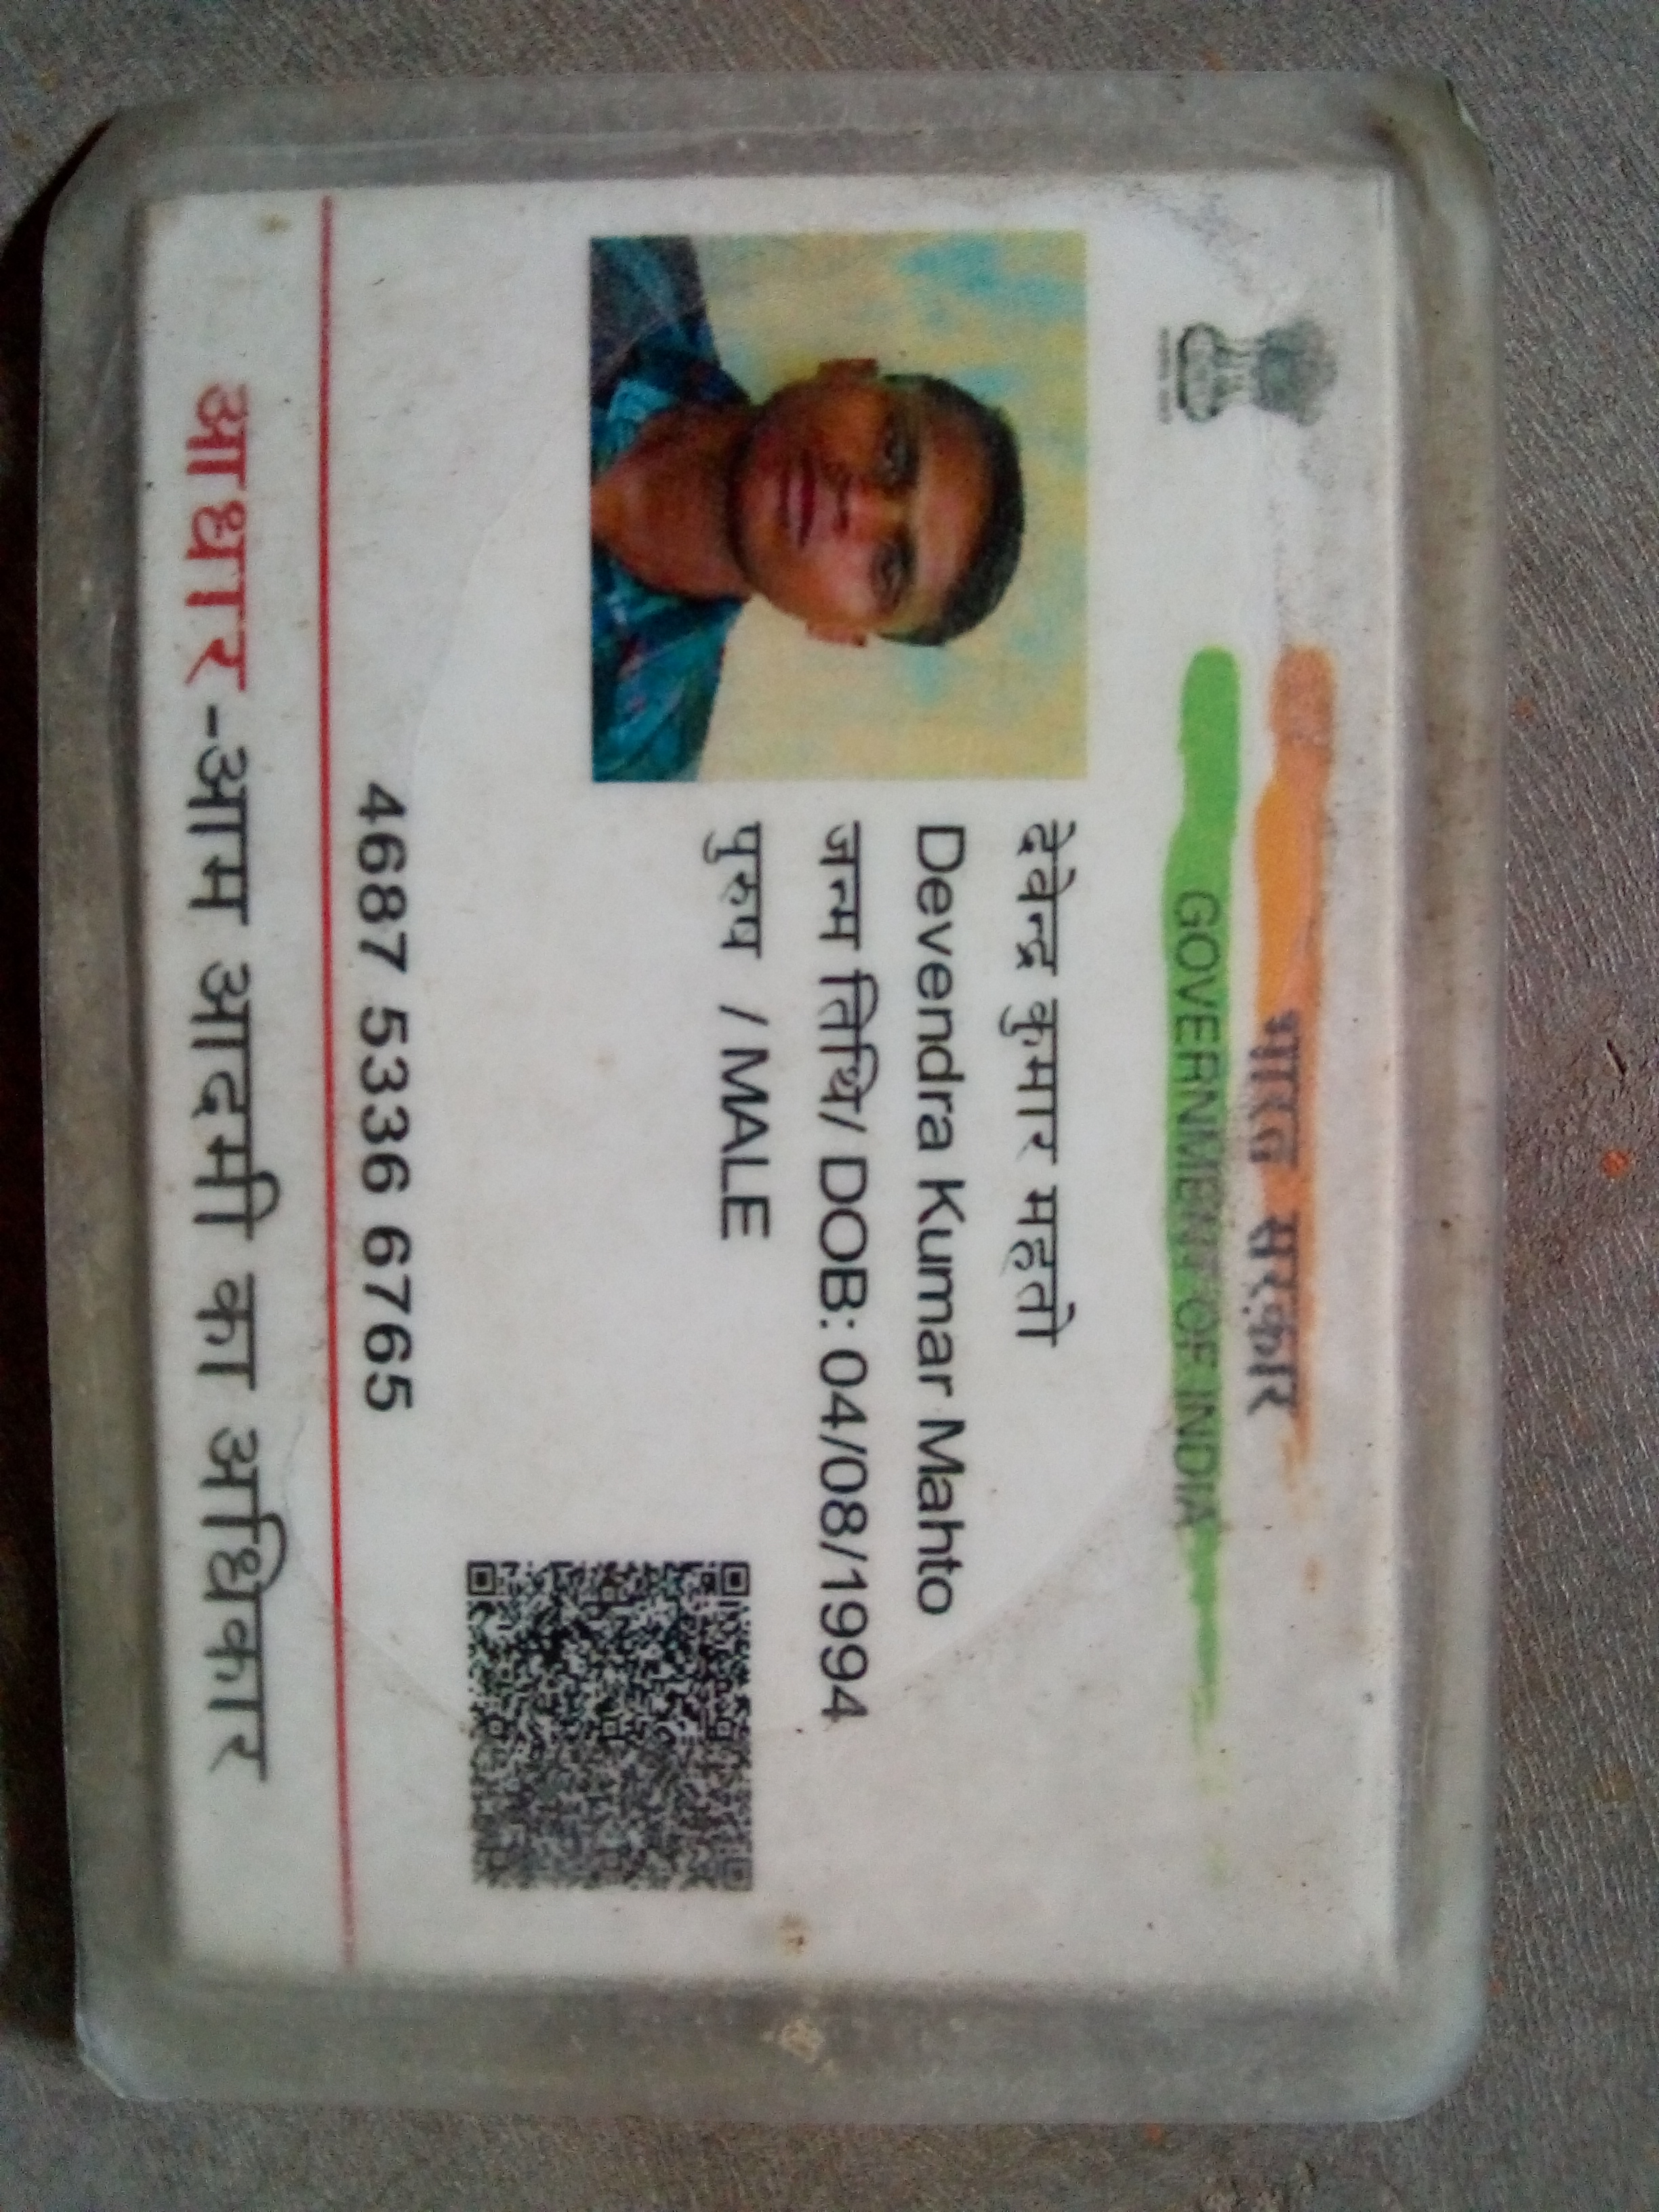 भारत सरकार
GOVERNMENT OF INDIA
देवेन्द्र कुमार महतो
Devendra Kumar Mahto
जन्म तिथि/ DOB: 04/08/1994
पुरुष / MALE
4687 5336 6765
आधार-आम आदमी का अधिकार